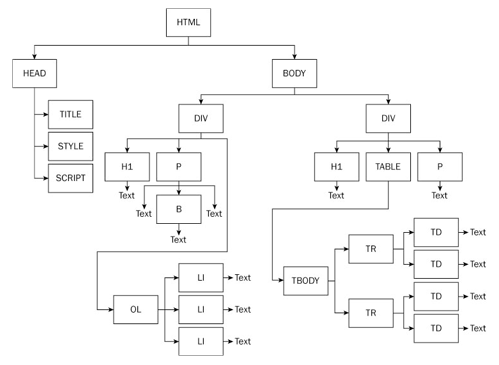 HTML
HEAD
BODY
TITLE
DIV
DIV
STYLE
H1
P
H1
TABLE
P
SCRIPT
Text
Text
Text
Text
Text
B
Text
TR
TD
Text
LI
Text
TD
Text
TBODY
OL
LI
Text
TR
TD
Text
LI
Text
TD
Text